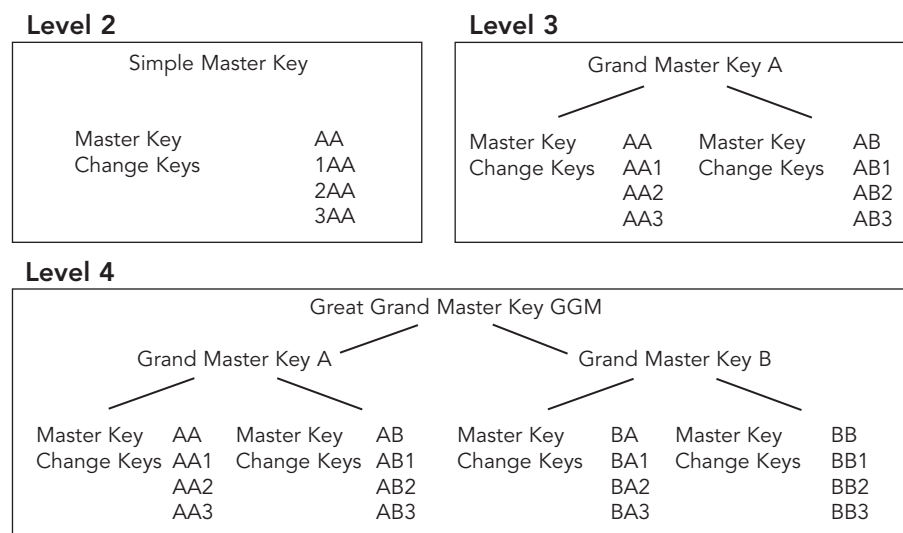 Level 2
Simple Master Key
Master Key AA
Change Keys 1AA
2AA
3AA
Level 3
Grand Master Key A
Master Key AA Master Key AB
Change Keys AA1 Change Keys AB1
AA2 AB2
AA3 AB3
Level 4
Great Grand Master Key GGM
Grand Master Key A Grand Master Key B
Master Key AA Master Key AB Master Key BA Master Key BB
Change Keys AA1 Change Keys AB1 Change Keys BA1 Change Keys BB1
AA2 AB2 BA2 BB2
AA3 AB3 BA3 BB3